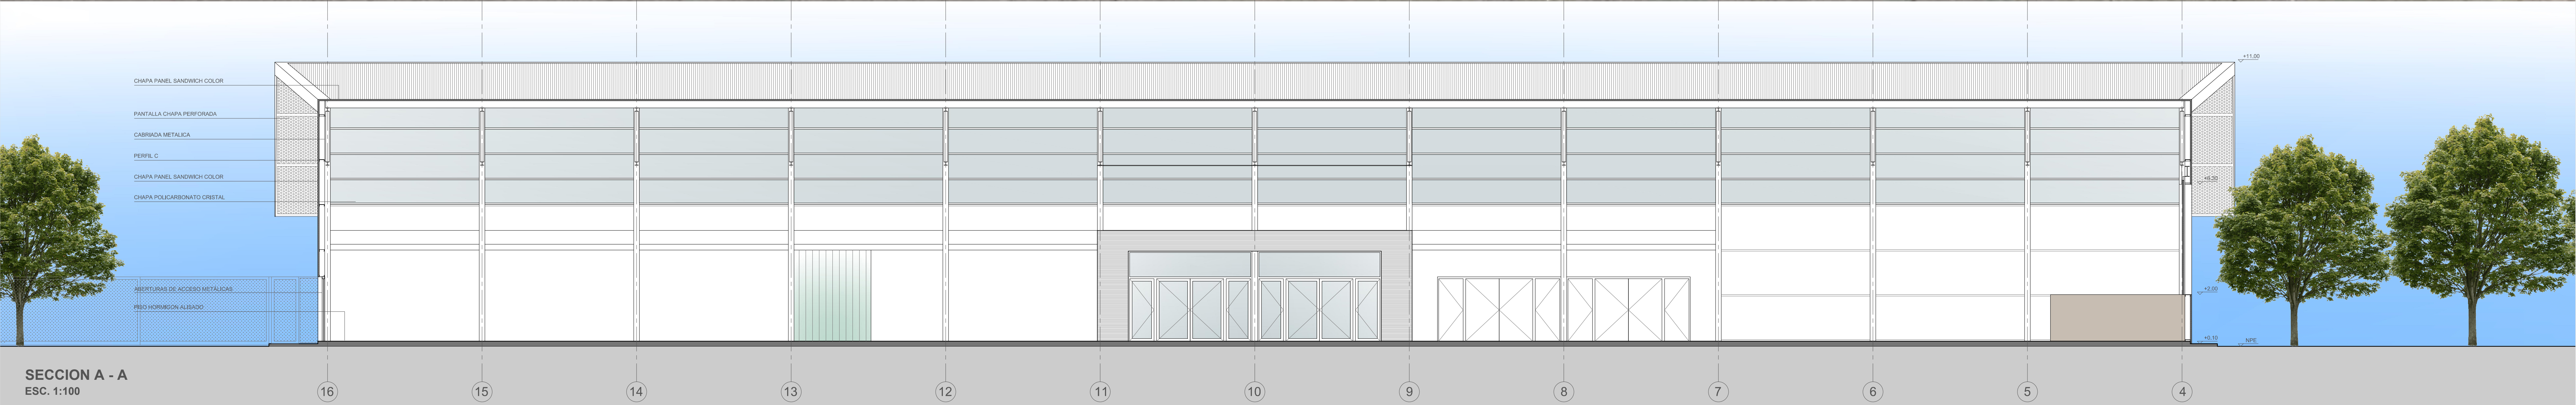 +11.00
CHAPA PANEL SANDWICH COLOR
PANTALLA CHAPA PERFORADA
CABRIADA METALICA
PERFIL C
CHAPA PANEL SANDWICH COLOR
+6.50
CHAPA POLICARBONATO CRISTAL
ABERTURAS DE ACCESO METÁLICAS
+2.00
PISO HORMIGON ALISADO
+0.10
NPE
SECCION A - A
ESC. 1:100
16 15 14 13 12 11 10 9 8 7 6 5 4